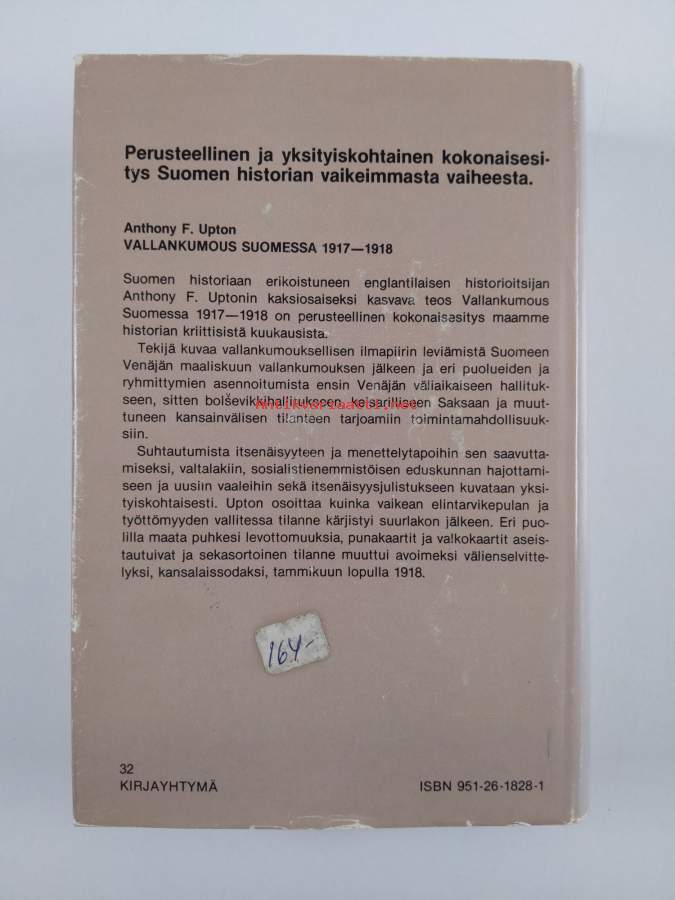 Perusteellinen ja yksityiskohtainen kokonaisesi-
tys Suomen historian vaikeimmasta vaiheesta.
Anthony F. Upton
VALLANKUMOUS SUOMESSA 1917—1918
Suomen historiaan erikoistuneen englantilaisen historioitsijan
Anthony F. Uptonin kaksiosaiseksi kasvava teos Vallankumous
Suomessa 1917—1918 on perusteellinen kokonaisesitys maamme
historian kriittisistä kuukausista.
Tekijä kuvaa vallankumouksellisen ilmapiirin leviämistä Suomeen
Venäjän maaliskuun vallankumouksen jälkeen ja eri puolueiden ja
ryhmittymien asennoitumista ensin Venäjän väliaikaiseen hallituk-
seen, sitten bolševikkihallitukseen, keisarilliseen Saksaan ja muut-
Antikvariaatti.net
tuneen kansainvälisen tilanteen tarjoamiin toimintamahdollisuuk-
siin.
Suhtautumista itsenäisyyteen ja menettelytapoihin sen saavutta-
miseksi, valtalakiin, sosialistienemmistöisen eduskunnan hajottami-
seen ja uusiin vaaleihin sekä itsenäisyysjulistukseen kuvataan yksi-
tyiskohtaisesti. Upton osoittaa kuinka vaikean elintarvikepulan ja
työttömyyden vallitessa tilanne kärjistyi suurlakon jälkeen. Eri puo-
lilla maata puhkesi levottomuuksia, punakaartit ja valkokaartit aseis-
tautuivat ja sekasortoinen tilanne muuttui avoimeksi välienselvitte-
lyksi, kansalaissodaksi, tammikuun lopulla 1918.
164,-
32
KIRJAYHTYMÄ
ISBN 951-26-1828-1